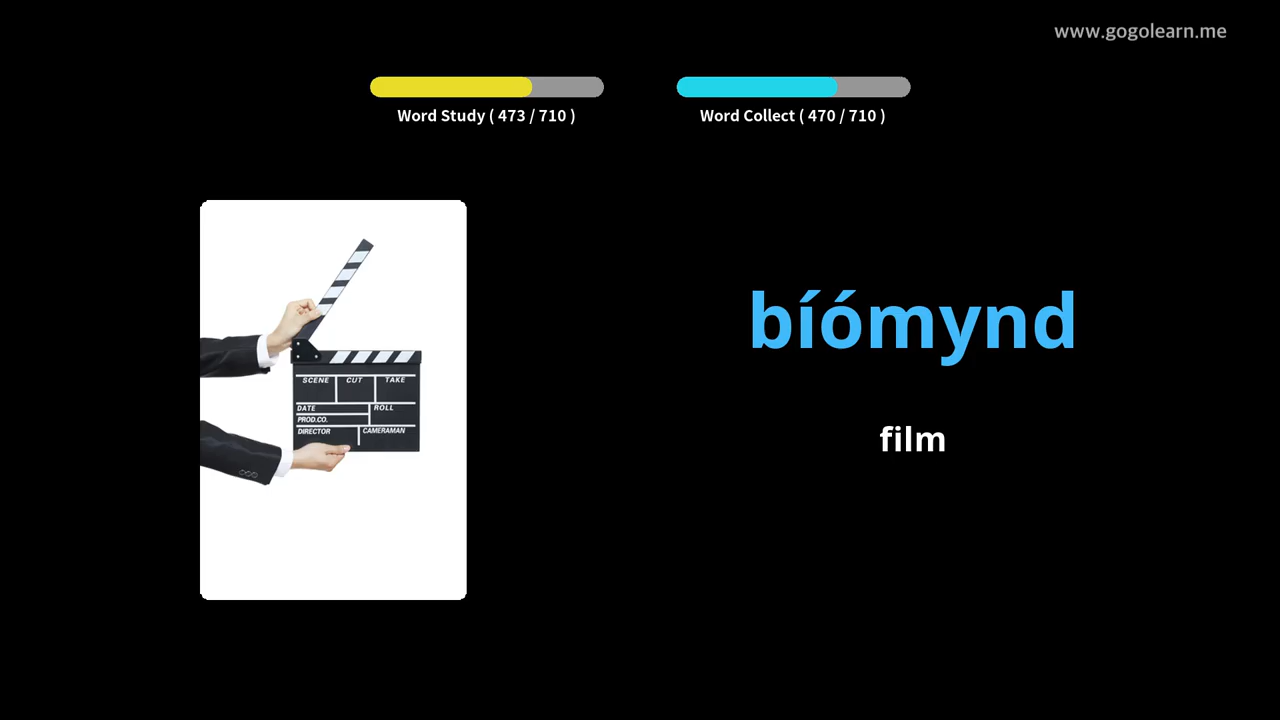 www.gogolearn.me
Word Study ( 473 / 710 )
Word Collect ( 470 / 710 )
SCENE CUT TAKE
DATE ROLL
PROD.CO.
DIRECTOR CAMERAMAN
bíómynd
film